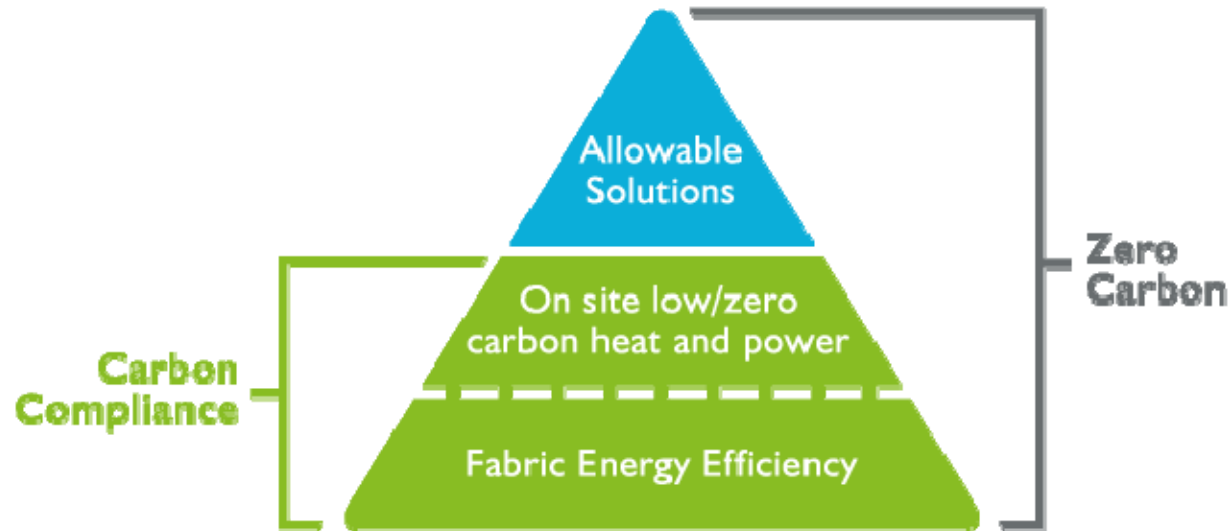 Allowable
Solutions
Zero
Carbon
On site low/zero
carbon heat and power
Carbon
Compliance
Fabric Energy Efficiency